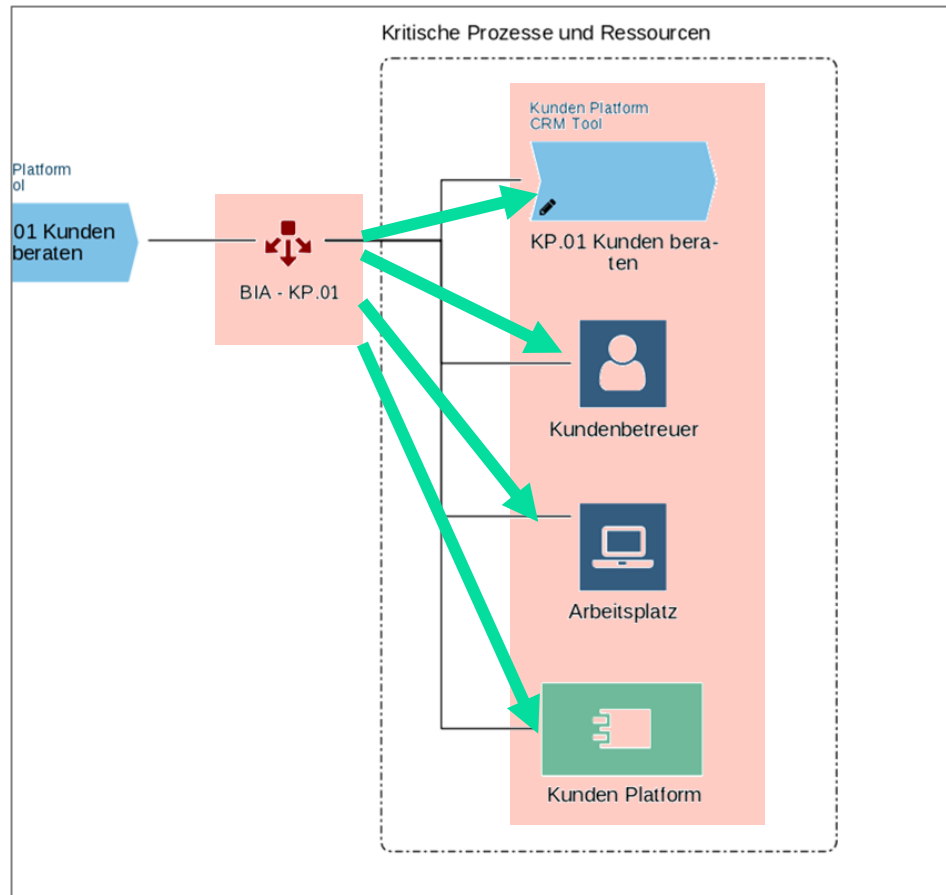 Kritische Prozesse und Ressourcen
Kunden Platform
CRM Tool
Platform
ol
01 Kunden
beraten
BIA - KP.01
KP.01 Kunden bera-
ten
Kundenbetreuer
Arbeitsplatz
Kunden Platform